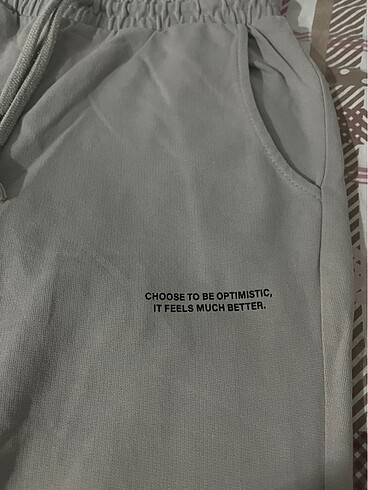 CHOOSE TO BE OPTIMISTIC,
IT FEELS MUCH BETTER.